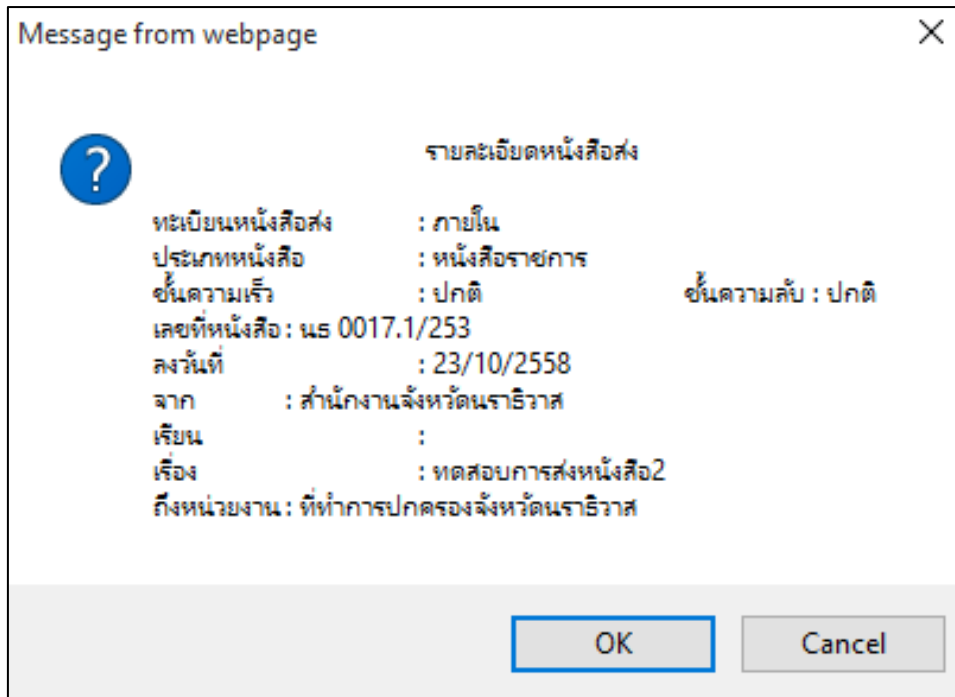 Message from webpage
?
รายละเอียดหนังสือส่ง
ทะเบียนหนังสือส่ง : ภายใน
ประเภทหนังสือ : หนังสือราชการ
ชั้นความเร็ว : ปกติ ชั้นความลับ : ปกติ
เลขที่หนังสือ : นธ 0017.1/253
ลงวันที่ : 23/10/2558
จาก : สำนักงานจังหวัดนราธิวาส
เรียน :
เรื่อง : ทดสอบการส่งหนังสือ2
ถึงหน่วยงาน : ที่ทำการปกครองจังหวัดนราธิวาส
OK Cancel